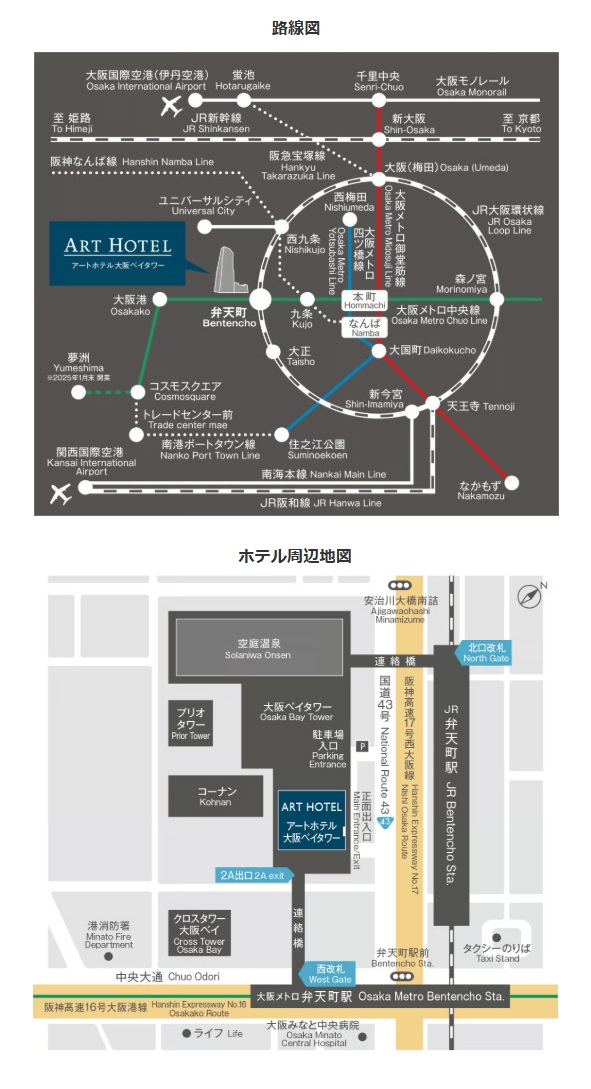 路線図
大阪国際空港(伊丹空港)
Osaka International Airport
蛍池
Hotarugaike
千里中央
Senri-Chuo
大阪モノレール
Osaka Monorail
至 姫路
To Himeji
JR新幹線
JR Shinkansen
新大阪
Shin-Osaka
至 京都
To Kyoto
阪神なんば線 Hanshin Namba Line
阪急宝塚線
Hankyu
Takarazuka Line
大阪(梅田) Osaka (Umeda)
ユニバーサルシティ
Universal City
西梅田
Nishiumeda
大阪メトロ御堂筋線
Osaka Metro Midosuji Line
JR大阪環状線
JR Osaka
Loop Line
ART HOTEL
アートホテル大阪ベイタワー
西九条
Nishikujo
大阪メトロ
四ツ橋線
Osaka Metro
Yotsubashi Line
森ノ宮
Morinomiya
大阪港
Osakako
弁天町
Bentencho
九条
Kujo
本町
Hommachi
なんば
Namba
大阪メトロ中央線
Osaka Metro Chuo Line
大正
Taisho
大国町 Daikokucho
夢洲
Yumeshima
※2025年1月末 開業
コスモスクエア
Cosmosquare
新今宮
Shin-Imamiya
天王寺 Tennoji
トレードセンター前
Trade center mae
南港ポートタウン線
Nanko Port Town Line
住之江公園
Suminoekoen
関西国際空港
Kansai International
Airport
南海本線 Nankai Main Line
なかもず
Nakamozu
JR阪和線 JR Hanwa Line
ホテル周辺地図
安治川大橋南詰
Ajigawaohashi
Minamizume
N
空庭温泉
Solaniwa Onsen
連絡橋
北口改札
North Gate
大阪ベイタワー
Osaka Bay Tower
プリオ
タワー
Prior Tower
駐車場
入口
Parking
Entrance
P
国道43号 National Route 43
43
阪神高速17号西大阪線
Hanshin Expressway No.17
Nishi Osaka Route
JR弁天町駅 JR Bentencho Sta.
コーナン
Kohnan
ART HOTEL
アートホテル
大阪ベイタワー
正面出入口
Main Entrance/Exit
2A出口 2A exit
連絡橋
港消防署
Minato Fire
Department
クロスタワー
大阪ベイ
Cross Tower
Osaka Bay
弁天町駅前
Bentencho Sta.
タクシーのりば
Taxi Stand
西改札
West Gate
中央大通 Chuo Odori
大阪メトロ 弁天町駅 Osaka Metro Bentencho Sta.
阪神高速16号大阪港線 Hanshin Expressway No.16
Osakako Route
ライフ Life
大阪みなと中央病院
Osaka Minato
Central Hospital